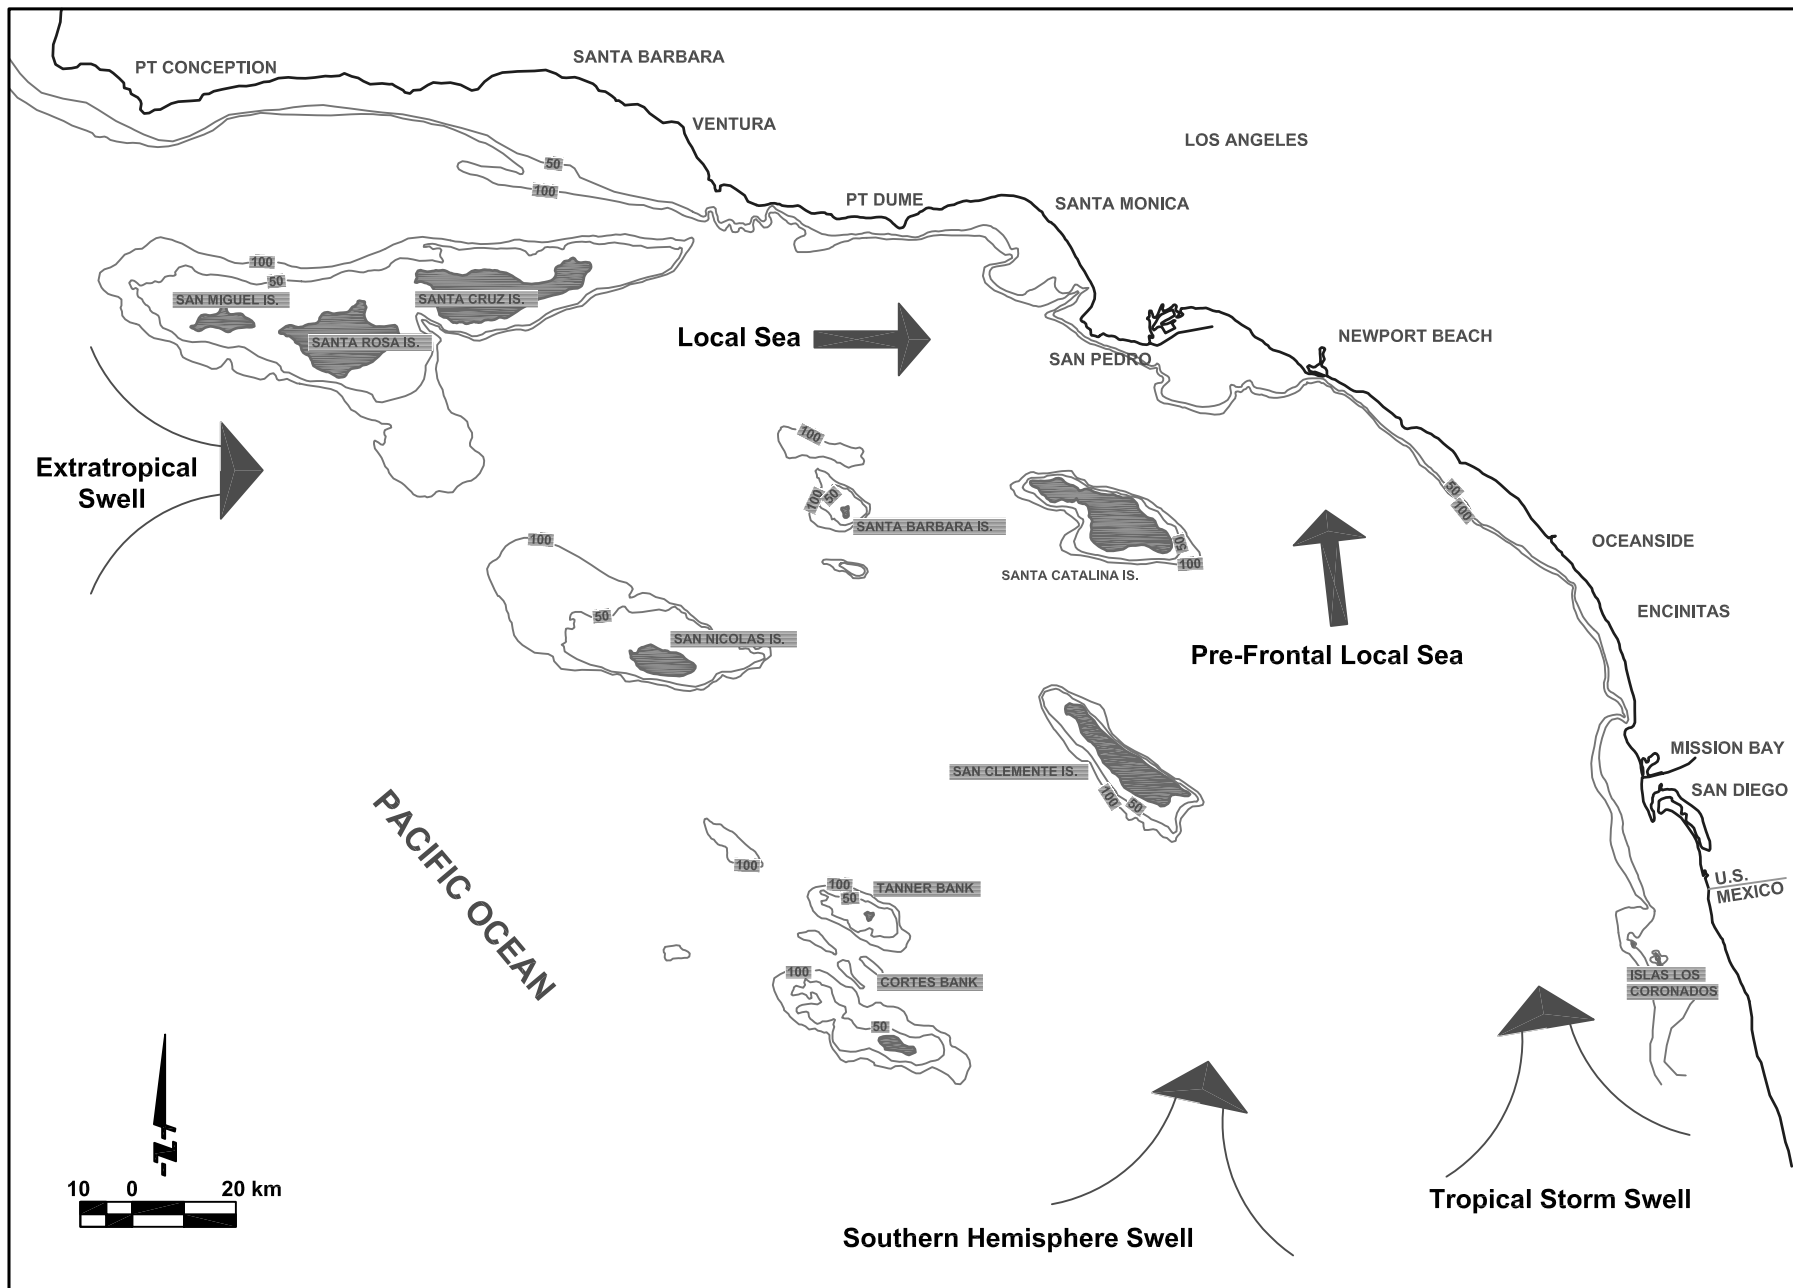 SANTA BARBARA
PT CONCEPTION
VENTURA
LOS ANGELES
50
100
PT DUME
SANTA MONICA
100
50
SAN MIGUEL IS.
SANTA CRUZ IS.
SANTA ROSA IS.
Local Sea
SAN PEDRO
NEWPORT BEACH
Extratropical
Swell
100
100
50
SANTA BARBARA IS.
50
100
SANTA CATALINA IS.
50
100
OCEANSIDE
ENCINITAS
100
50
SAN NICOLAS IS.
Pre-Frontal Local Sea
MISSION BAY
SAN DIEGO
SAN CLEMENTE IS.
100
50
PACIFIC OCEAN
100
100
50
TANNER BANK
U.S.
MEXICO
100
CORTES BANK
50
ISLAS LOS
CORONADOS
N
10 0 20 km
Southern Hemisphere Swell
Tropical Storm Swell